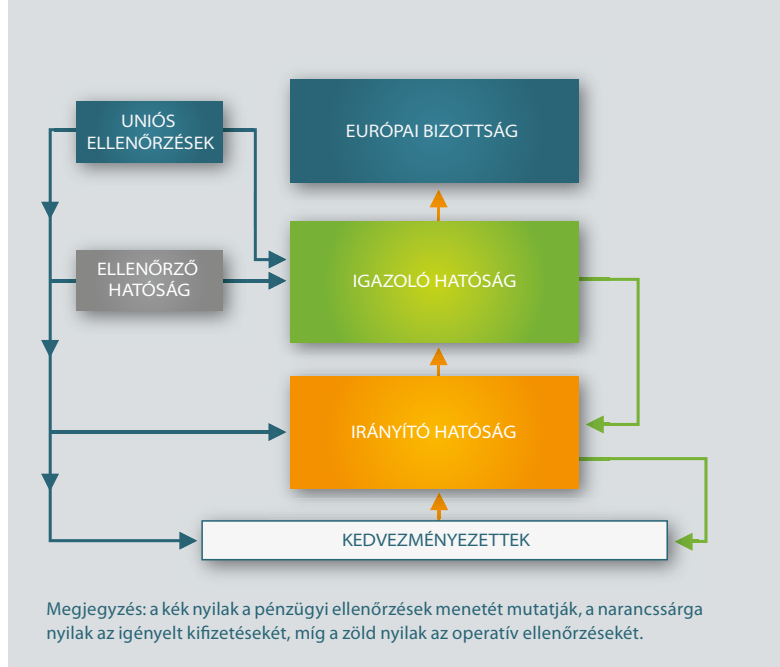 UNIÓS
ELLENŐRZÉSEK
EURÓPAI BIZOTTSÁG
ELLENŐRZŐ
HATÓSÁG
IGAZOLÓ HATÓSÁG
IRÁNYÍTÓ HATÓSÁG
KEDVEZMÉNYEZETTEK
Megjegyzés: a kék nyilak a pénzügyi ellenőrzések menetét mutatják, a narancssárga
nyilak az igényelt kifizetésekét, míg a zöld nyilak az operatív ellenőrzésekét.